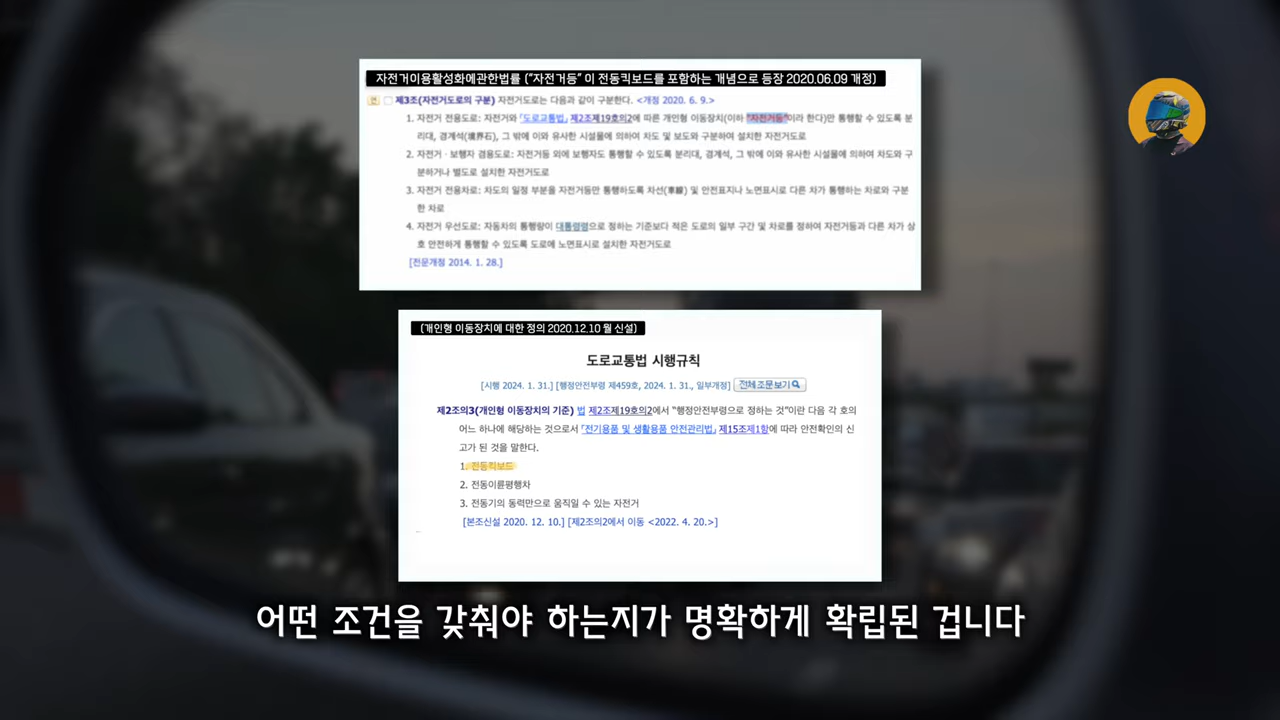 자전거이용활성화에관한법률 ("자전거등" 이 전동킥보드를 포함하는 개념으로 등장 2020.06.09 개정)
제3조(자전거도로의 구분) 자전거도로는 다음과 같이 구분한다. <개정 2020. 6. 9.>
1. 자전거 전용도로: 자전거와 「도로교통법」 제2조제19호의2에 따른 개인형 이동장치(이하 "자전거등"이라 한다)만 통행할 수 있도록 분
리대, 경계석(境界石), 그 밖에 이와 유사한 시설물에 의하여 차도 및 보도와 구분하여 설치한 자전거도로
2. 자전거ㆍ보행자 겸용도로: 자전거등 외에 보행자도 통행할 수 있도록 분리대, 경계석, 그 밖에 이와 유사한 시설물에 의하여 차도와 구
분하거나 별도로 설치한 자전거도로
3. 자전거 전용차로: 차도의 일정 부분을 자전거등만 통행하도록 차선(車線) 및 안전표지나 노면표시로 다른 차가 통행하는 차로와 구분
한 차로
4. 자전거 우선도로: 자동차의 통행량이 대통령령으로 정하는 기준보다 적은 도로의 일부 구간 및 차로를 정하여 자전거등과 다른 차가 상
호 안전하게 통행할 수 있도록 도로에 노면표시로 설치한 자전거도로
[전문개정 2014. 1. 28.]
(개인형 이동장치에 대한 정의 2020.12.10 월 신설)
도로교통법 시행규칙
[시행 2024. 1. 31.] [행정안전부령 제459호, 2024. 1. 31., 일부개정] 전체조문보기
제2조의3(개인형 이동장치의 기준) 법 제2조제19호의2에서 "행정안전부령으로 정하는 것"이란 다음 각 호의
어느 하나에 해당하는 것으로서 「전기용품 및 생활용품 안전관리법」 제15조제1항에 따라 안전확인의 신
고가 된 것을 말한다.
1. 전동킥보드
2. 전동이륜평행차
3. 전동기의 동력만으로 움직일 수 있는 자전거
[본조신설 2020. 12. 10.] [제2조의2에서 이동 <2022. 4. 20.>]
어떤 조건을 갖춰야 하는지가 명확하게 확립된 겁니다